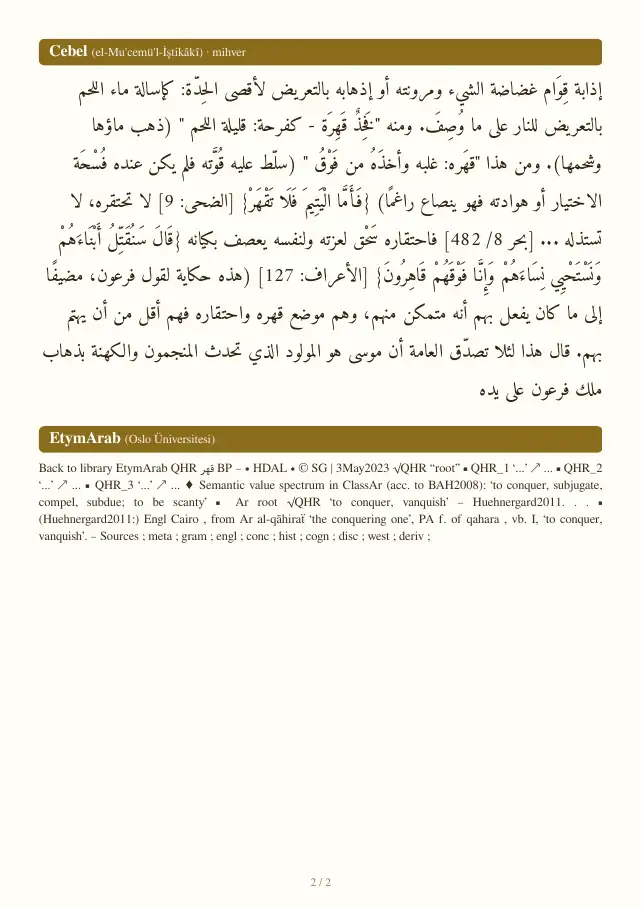 Cebel (el-Mu'cemü'l-İştikâkî) · mihver
إذابة قِوَام غضاضة الشيء ومرونته أو إذهابه بالتعريض لأقصى الحِدّة: كإسالة ماء اللحم
بالتعريض للنار على ما وُصِفَ. ومنه "فَخِذٌ قَهِرَة - كفرحة: قليلة اللحم " (ذهب ماؤها
وشحمها). ومن هذا "قهَره: غلبه وأخذَهُ من فَوْقُ " (سلّط عليه قُوَّته فلم يكن عنده فُسْحَة
الاختيار أو هوادته فهو ينصاع راغمًا) {فَأَمَّا الْيَتِيمَ فَلَا تَقْهَرْ} [الضحى: 9] لا تحتقره، لا
تستذله ... [بحر 8/ 482] فاحتقاره سَحْق لعزته ولنفسه يعصف بكيانه {قَالَ سَنُقَتِّلُ أَبْنَاءَهُمْ
وَنَسْتَحْيِي نِسَاءَهُمْ وَإِنَّا فَوْقَهُمْ قَاهِرُونَ} [الأعراف: 127] (هذه حكاية لقول فرعون، مضيفًا
إلى ما كان يفعل بهم أنه متمكن منهم، وهم موضع قهره واحتقاره فهم أقل من أن يهتم
بهم. قال هذا لئلا تصدّق العامة أن موسى هو المولود الذي تحدث المنجمون والكهنة بذهاب
ملك فرعون على يده
EtymArab (Oslo Üniversitesi)
Back to library EtymArab QHR قهر BP – • HDAL • © SG | 3May2023 √QHR “root” ▪ QHR_1 ‘...’ ↗ ... ▪ QHR_2
‘...’ ↗ ... ▪ QHR_3 ‘...’ ↗ ... ♦ Semantic value spectrum in ClassAr (acc. to BAH2008): ‘to conquer, subjugate,
compel, subdue; to be scanty’ ▪ Ar root √QHR ‘to conquer, vanquish’ – Huehnergard2011. . . ▪
(Huehnergard2011:) Engl Cairo , from Ar al-qāhiraẗ ‘the conquering one’, PA f. of qahara , vb. I, ‘to conquer,
vanquish’. – Sources ; meta ; gram ; engl ; conc ; hist ; cogn ; disc ; west ; deriv ;
2 / 2